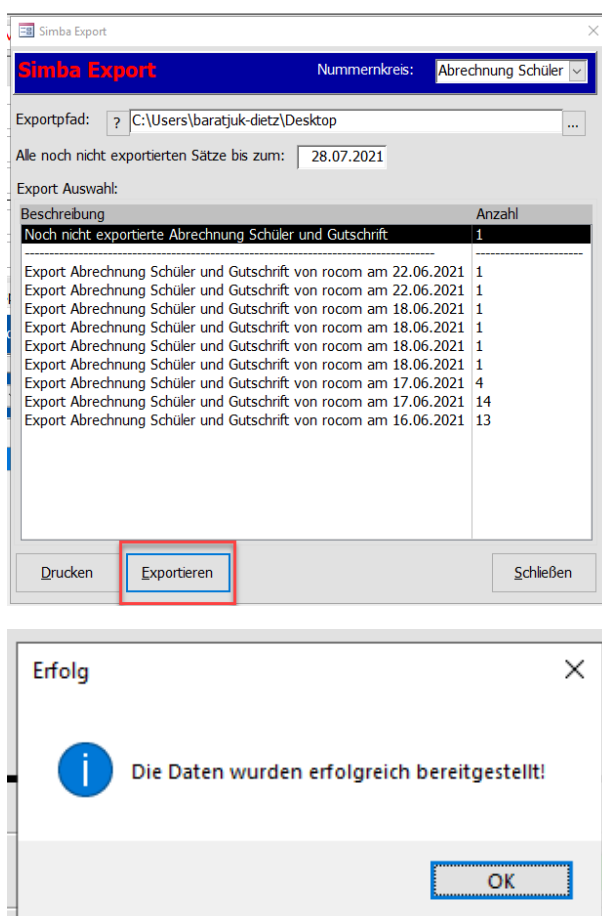 Simba Export
Simba Export Nummernkreis: Abrechnung Schüler
Exportpfad: ? C:\Users\baratjuk-dietz\Desktop ...
Alle noch nicht exportierten Sätze bis zum: 28.07.2021
Export Auswahl:
Beschreibung Anzahl
Noch nicht exportierte Abrechnung Schüler und Gutschrift 1
Export Abrechnung Schüler und Gutschrift von rocom am 22.06.2021 1
Export Abrechnung Schüler und Gutschrift von rocom am 22.06.2021 1
Export Abrechnung Schüler und Gutschrift von rocom am 18.06.2021 1
Export Abrechnung Schüler und Gutschrift von rocom am 18.06.2021 1
Export Abrechnung Schüler und Gutschrift von rocom am 18.06.2021 1
Export Abrechnung Schüler und Gutschrift von rocom am 18.06.2021 1
Export Abrechnung Schüler und Gutschrift von rocom am 17.06.2021 4
Export Abrechnung Schüler und Gutschrift von rocom am 17.06.2021 14
Export Abrechnung Schüler und Gutschrift von rocom am 16.06.2021 13
Drucken Exportieren Schließen
Erfolg
Die Daten wurden erfolgreich bereitgestellt!
OK